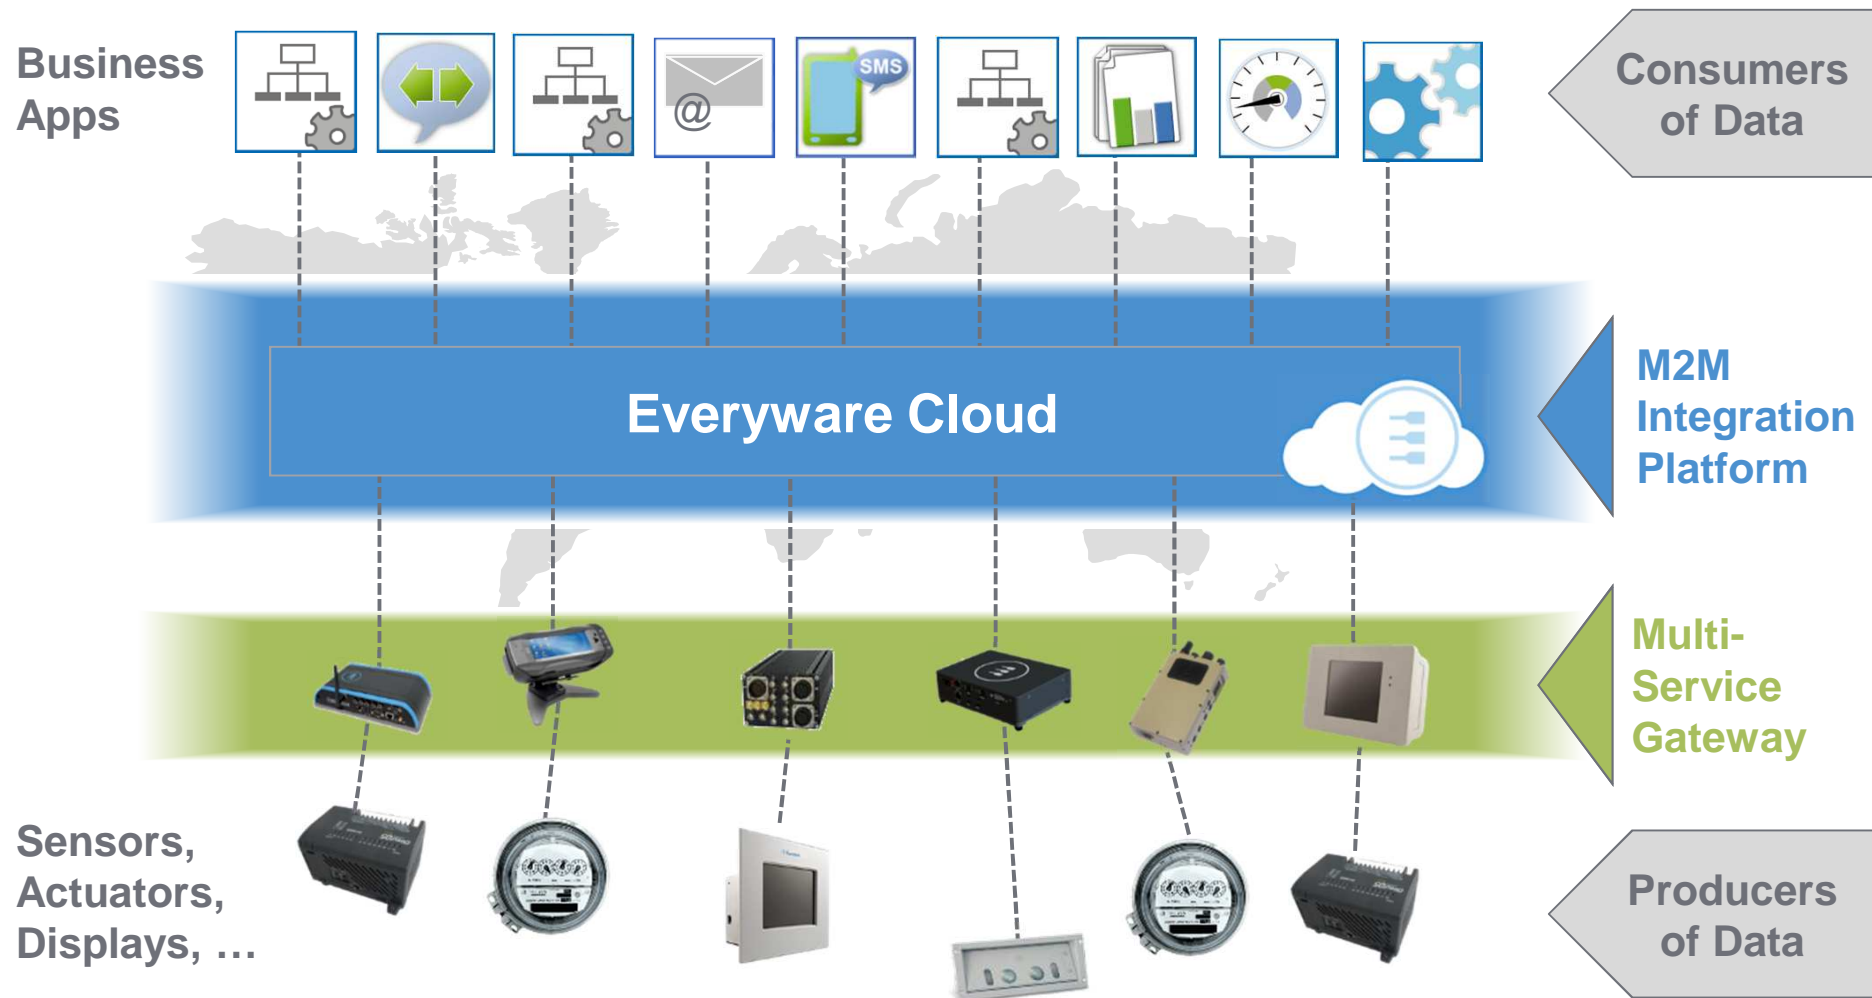 Business
Apps
@
SMS
Consumers
of Data
Everyware Cloud
M2M
Integration
Platform
Multi-
Service
Gateway
Sensors,
Actuators,
Displays, ...
Producers
of Data